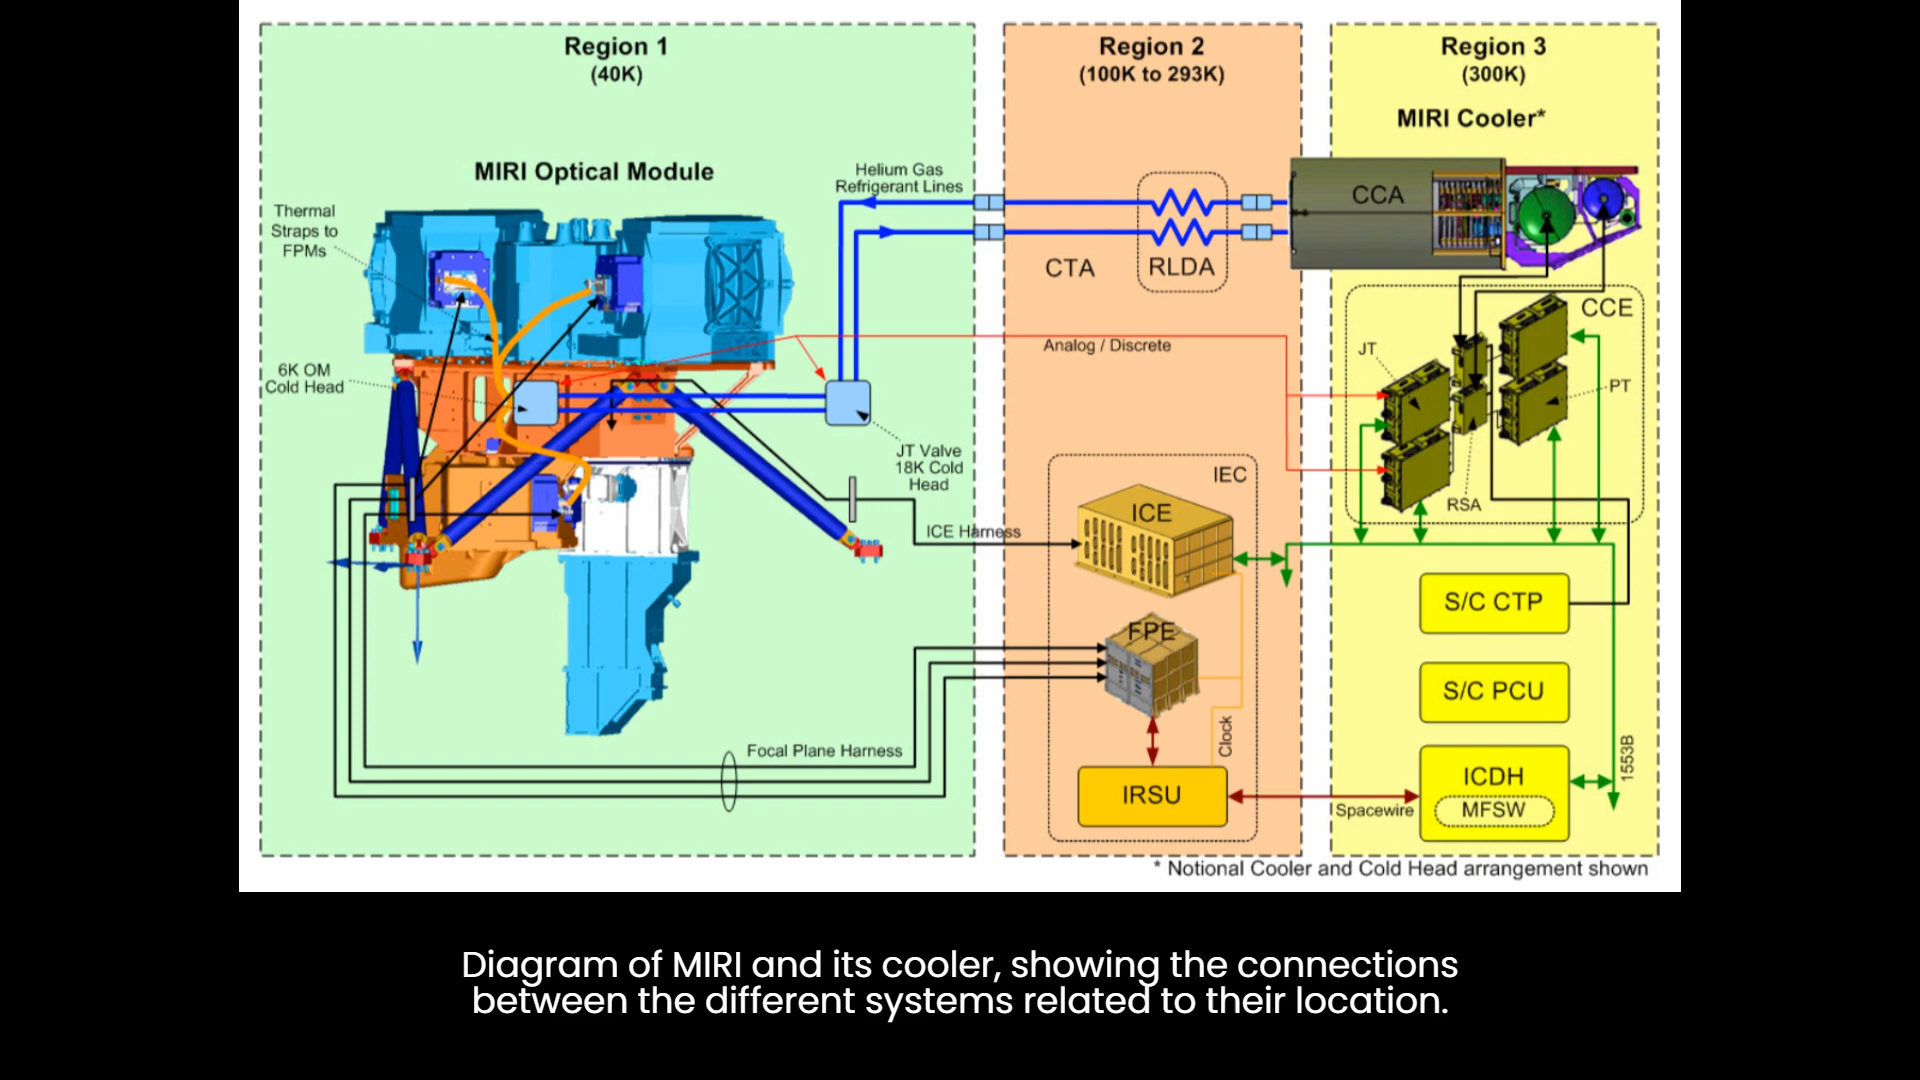 Region 1
(40K)
Region 2
(100K to 293K)
Region 3
(300K)
MIRI Cooler*
MIRI Optical Module
Helium Gas
Refrigerant Lines
Thermal
Straps to
FPMs
CCA
CTA
RLDA
CCE
Analog / Discrete
JT
PT
6K OM
Cold Head
JT Valve
18K Cold
Head
IEC
RSA
ICE
ICE Harness
S/C CTP
FPE
S/C PCU
Clock
Focal Plane Harness
1553B
ICDH
IRSU
MFSW
Spacewire
* Notional Cooler and Cold Head arrangement shown
Diagram of MIRI and its cooler, showing the connections
between the different systems related to their location.